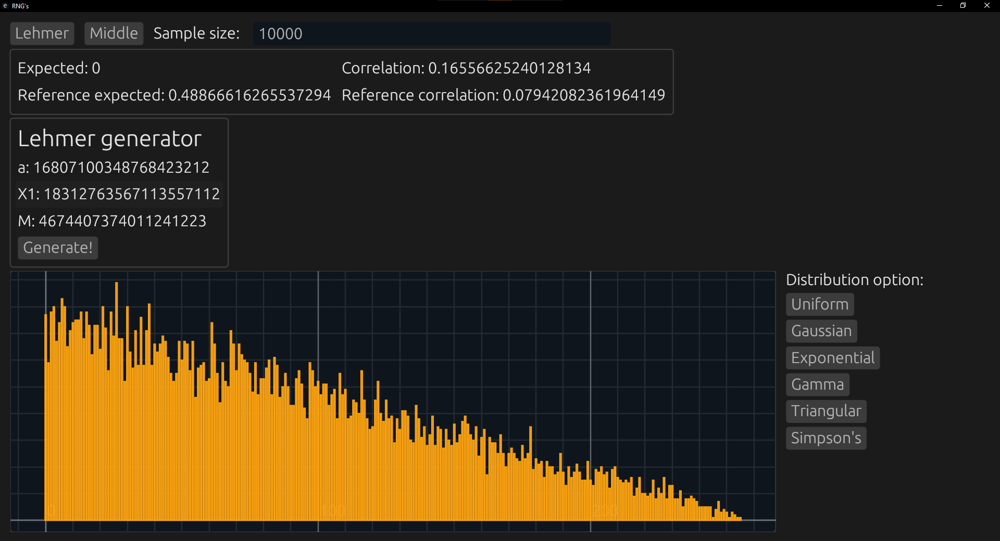 e RNG's
Lehmer Middle Sample size: 10000
Expected: 0 Correlation: 0.16556625240128134
Reference expected: 0.48866616265537294 Reference correlation: 0.07942082361964149
Lehmer generator
a: 16807100348768423212
X1: 18312763567113557112
M: 4674407374011241223
Generate!
0 100 200
Distribution option:
Uniform
Gaussian
Exponential
Gamma
Triangular
Simpson's